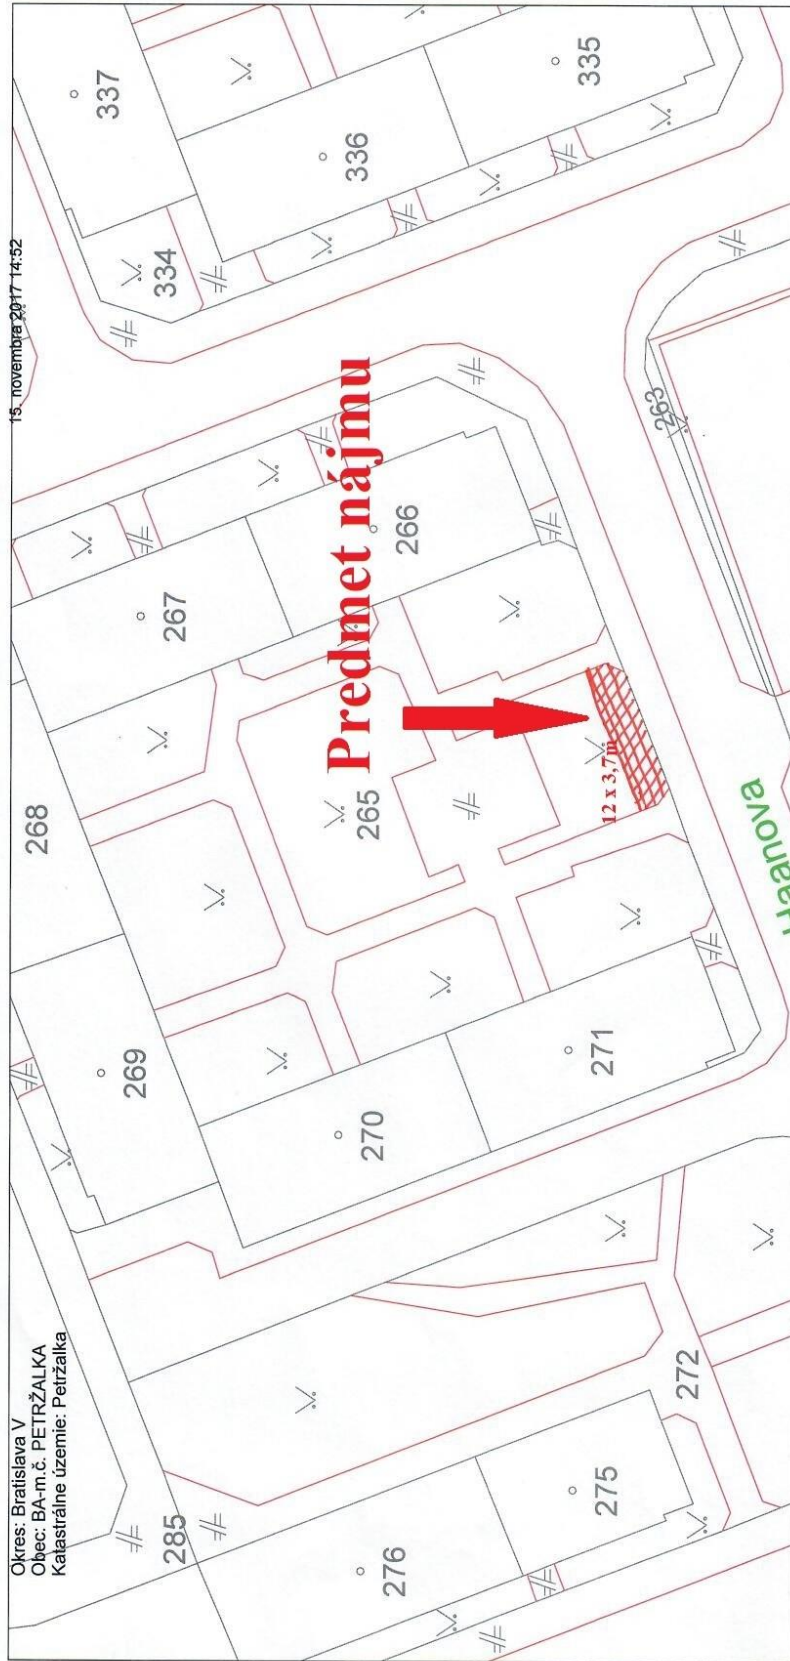 Okres: Bratislava V
Obec: BA-m.č. PETRŽALKA
Katastrálne územie: Petržalka
15. novembra 2017 14:52
285
276
275
272
269
270
271
268
267
265
266
Predmet nájmu
12 x 3,7m
263
337
336
335
334